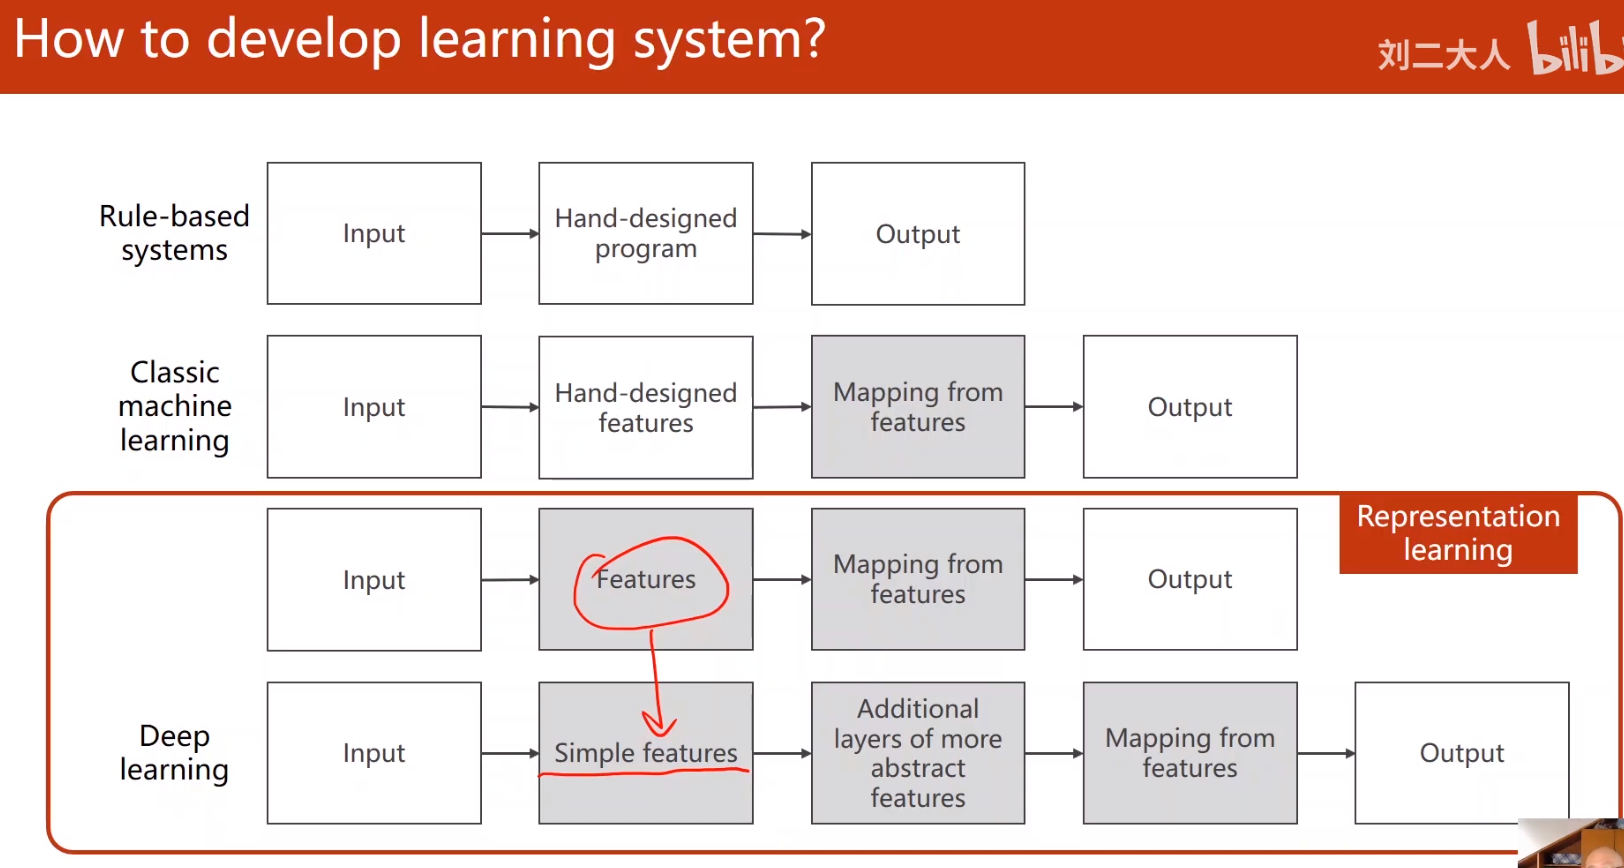 How to develop learning system?
刘二大人 bilibi
Rule-based
systems
Input
Hand-designed
program
Output
Classic
machine
learning
Input
Hand-designed
features
Mapping from
features
Output
Representation
learning
Input
Features
Mapping from
features
Output
Deep
learning
Input
Simple features
Additional
layers of more
abstract
features
Mapping from
features
Output